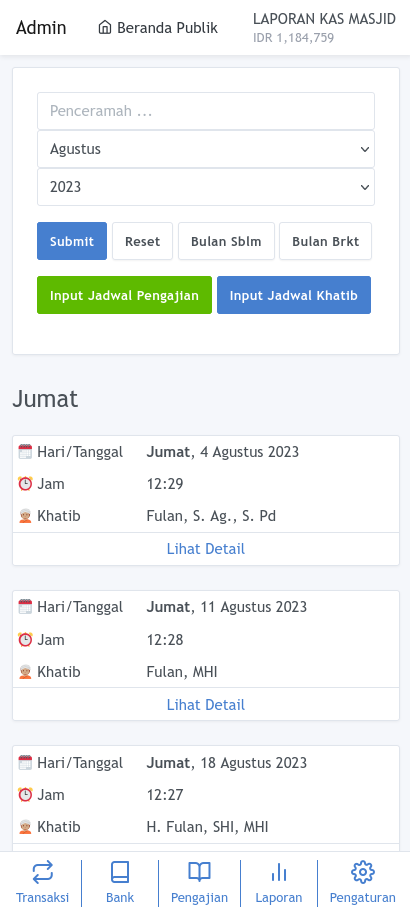 Admin
Beranda Publik
LAPORAN KAS MASJID
IDR 1,184,759
Penceramah ...
Agustus
2023
Submit Reset Bulan Sblm Bulan Brkt
Input Jadwal Pengajian Input Jadwal Khatib
Jumat
Hari/Tanggal Jumat, 4 Agustus 2023
Jam 12:29
Khatib Fulan, S. Ag., S. Pd
Lihat Detail
Hari/Tanggal Jumat, 11 Agustus 2023
Jam 12:28
Khatib Fulan, MHI
Lihat Detail
Hari/Tanggal Jumat, 18 Agustus 2023
Jam 12:27
Khatib H. Fulan, SHI, MHI
Transaksi Bank Pengajian Laporan Pengaturan